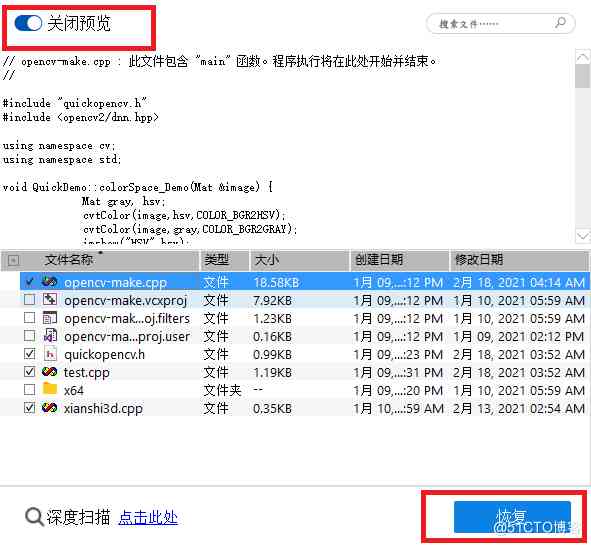 关闭预览
搜索文件……
// opencv-make.cpp : 此文件包含 "main" 函数。程序执行将在此处开始并结束。
//
#include "quickopencv.h"
#include <opencv2/dnn.hpp>
using namespace cv;
using namespace std;
void QuickDemo::colorSpace_Demo(Mat &image) {
Mat gray, hsv;
cvtColor(image,hsv,COLOR_BGR2HSV);
cvtColor(image,gray,COLOR_BGR2GRAY);
imshow("HSV",hsv);
文件名称 类型 大小 创建日期 修改日期
opencv-make.cpp 文件 18.58KB 1月 09,...:12 PM 2月 18, 2021 04:14 AM
opencv-make.vcxproj 文件 7.92KB 1月 09,...:12 PM 1月 10, 2021 05:59 AM
opencv-mak...oj.filters 文件 1.23KB 1月 09,...:12 PM 1月 10, 2021 05:59 AM
opencv-ma...proj.user 文件 0.16KB 1月 09,...:12 PM 1月 09, 2021 02:12 PM
quickopencv.h 文件 0.99KB 1月 09,...:23 PM 2月 18, 2021 03:52 AM
test.cpp 文件 1.19KB 1月 09,...:31 PM 2月 18, 2021 03:52 AM
x64 文件夹 -- 1月 09,...:20 PM 1月 10, 2021 05:59 AM
xianshi3d.cpp 文件 0.35KB 1月 10,...:59 AM 2月 13, 2021 02:54 AM
深度扫描 点击此处
恢复
@51CTO博客